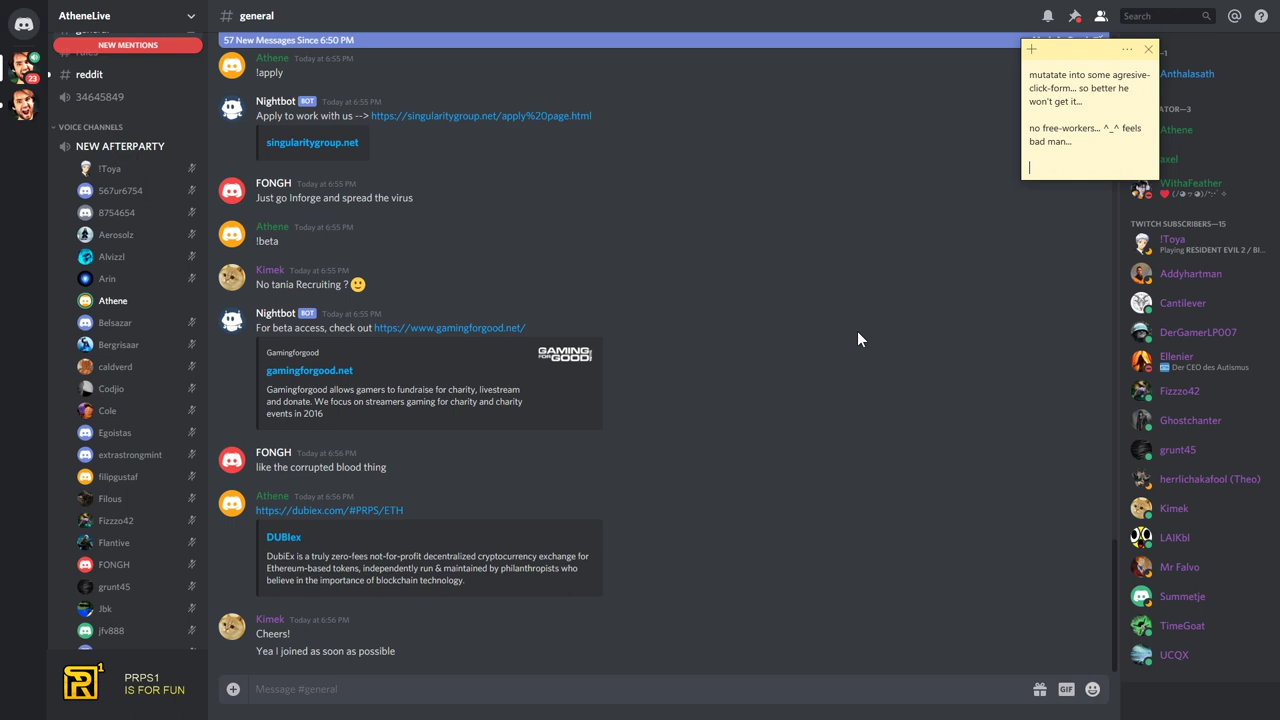 AtheneLive
NEW MENTIONS
reddit
34645849
VOICE CHANNELS
NEW AFTERPARTY
!Toya
567ur6754
8754654
Aerosolz
Alvizzl
Arin
Athene
Belsazar
Bergrisaar
caldverd
Codjio
Cole
Egoistas
extrastrongmint
filipgustaf
Filous
Fizzzo42
Flantive
FONGH
grunt45
Jbk
jfv888
23
PRPS1
IS FOR FUN
R1
# general
Search
57 New Messages Since 6:50 PM
Athene Today at 6:55 PM
!apply
Nightbot BOT Today at 6:55 PM
Apply to work with us --> https://singularitygroup.net/apply%20page.html
singularitygroup.net
FONGH Today at 6:55 PM
Just go Inforge and spread the virus
Athene Today at 6:55 PM
!beta
Kimek Today at 6:55 PM
No tania Recruiting ?
Nightbot BOT Today at 6:55 PM
For beta access, check out https://www.gamingforgood.net/
Gamingforgood
GAMING
FOR GOOD
gamingforgood.net
Gamingforgood allows gamers to fundraise for charity, livestream
and donate. We focus on streamers gaming for charity and charity
events in 2016
FONGH Today at 6:56 PM
like the corrupted blood thing
Athene Today at 6:56 PM
https://dubiex.com/#PRPS/ETH
DUBIex
DubiEx is a truly zero-fees not-for-profit decentralized cryptocurrency exchange for
Ethereum-based tokens, independently run & maintained by philanthropists who
believe in the importance of blockchain technology.
Kimek Today at 6:56 PM
Cheers!
Yea I joined as soon as possible
Message #general
GIF
mutatate into some agresive-
click-form... so better he
won't get it...
no free-workers... ^_^ feels
bad man...
Anthalasath
ATOR—3
Athene
axel
WithaFeather
TWITCH SUBSCRIBERS—15
!Toya
Playing RESIDENT EVIL 2 / BI...
Addyhartman
Cantilever
DerGamerLP007
Ellenier
Der CEO des Autismus
Fizzzo42
Ghostchanter
grunt45
herrlichakafool (Theo)
Kimek
LAIKbl
Mr Falvo
Summetje
TimeGoat
UCQX